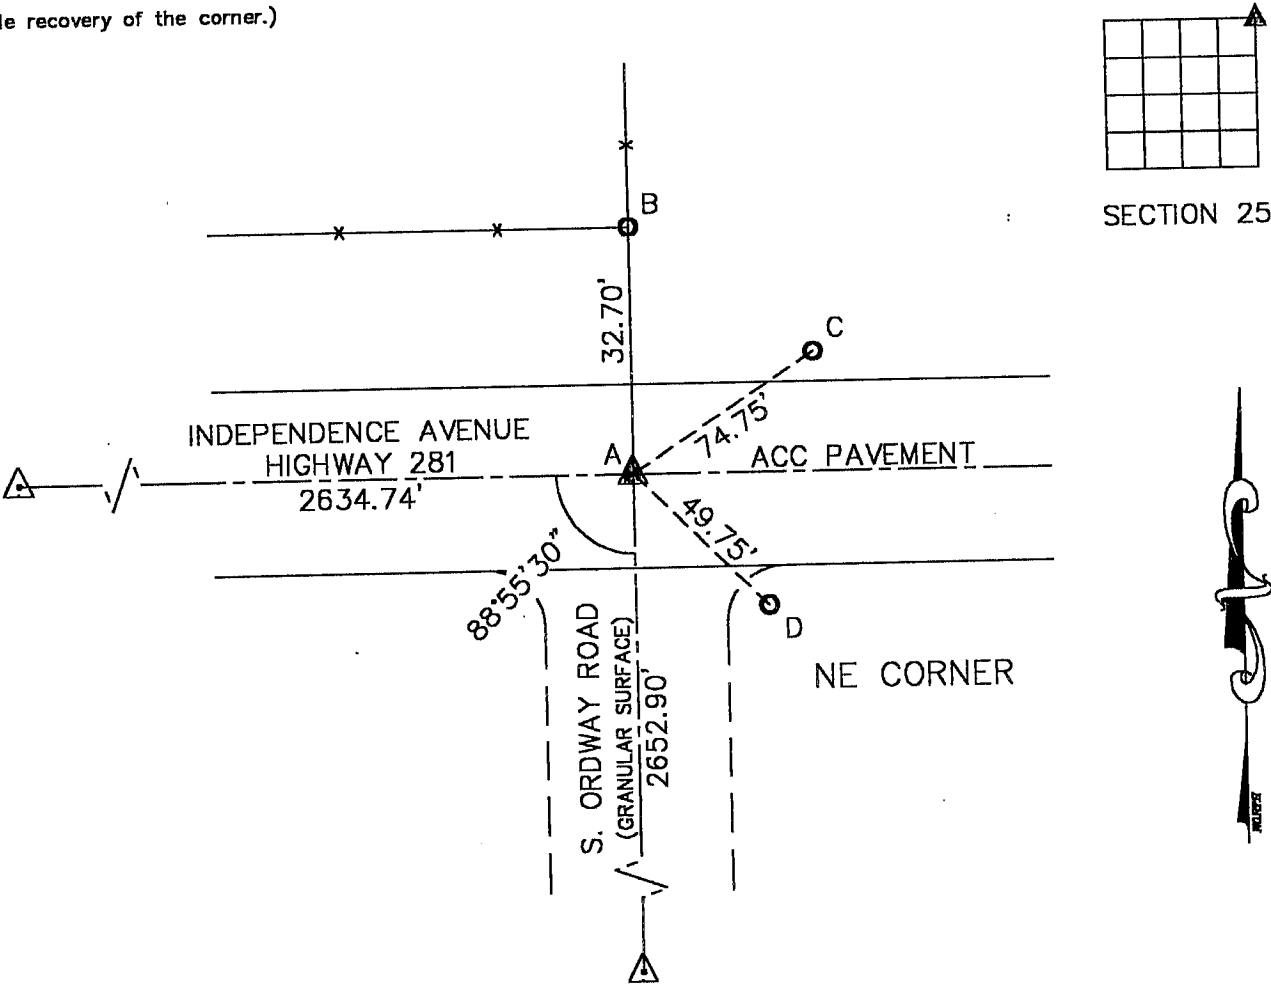 le recovery of the corner.)
SECTION 25
B
32.70'
C
74.75'
INDEPENDENCE AVENUE
HIGHWAY 281
2634.74'
A
ACC PAVEMENT
49.75'
88°55'30"
D
NE CORNER
S. ORDWAY ROAD
(GRANULAR SURFACE)
2652.90'